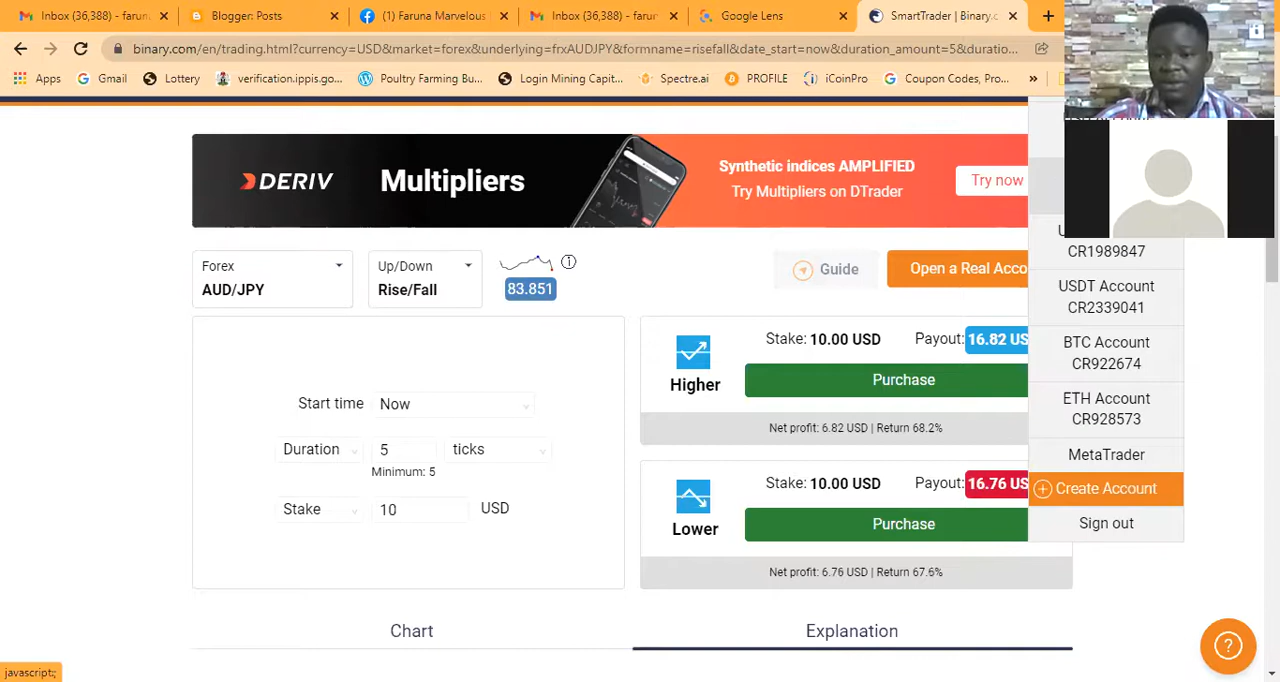 Inbox (36,388) - farun
Blogger: Posts
(1) Faruna Marvelous
Inbox (36,388) - faru
Google Lens
SmartTrader | Binary.c
binary.com/en/trading.html?currency=USD&market=forex&underlying=frxAUDJPY&formname=risefall&date_start=now&duration_amount=5&duratio...
Apps
Gmail
Lottery
verification.ippis.go...
Poultry Farming Bu...
Login Mining Capit...
Spectre.ai
PROFILE
iCoinPro
Coupon Codes, Pro...
»
DERIV
Multipliers
Synthetic indices AMPLIFIED
Try Multipliers on DTrader
Try now
Forex
AUD/JPY
Up/Down
Rise/Fall
83.851
Guide
Open a Real Acco
CR1989847
USDT Account
CR2339041
BTC Account
CR922674
ETH Account
CR928573
MetaTrader
Create Account
Sign out
Start time Now
Duration 5 ticks
Minimum: 5
Stake 10 USD
Higher
Stake: 10.00 USD Payout: 16.82 US
Purchase
Net profit: 6.82 USD | Return 68.2%
Lower
Stake: 10.00 USD Payout: 16.76 US
Purchase
Net profit: 6.76 USD | Return 67.6%
Chart
Explanation
?
javascript:;